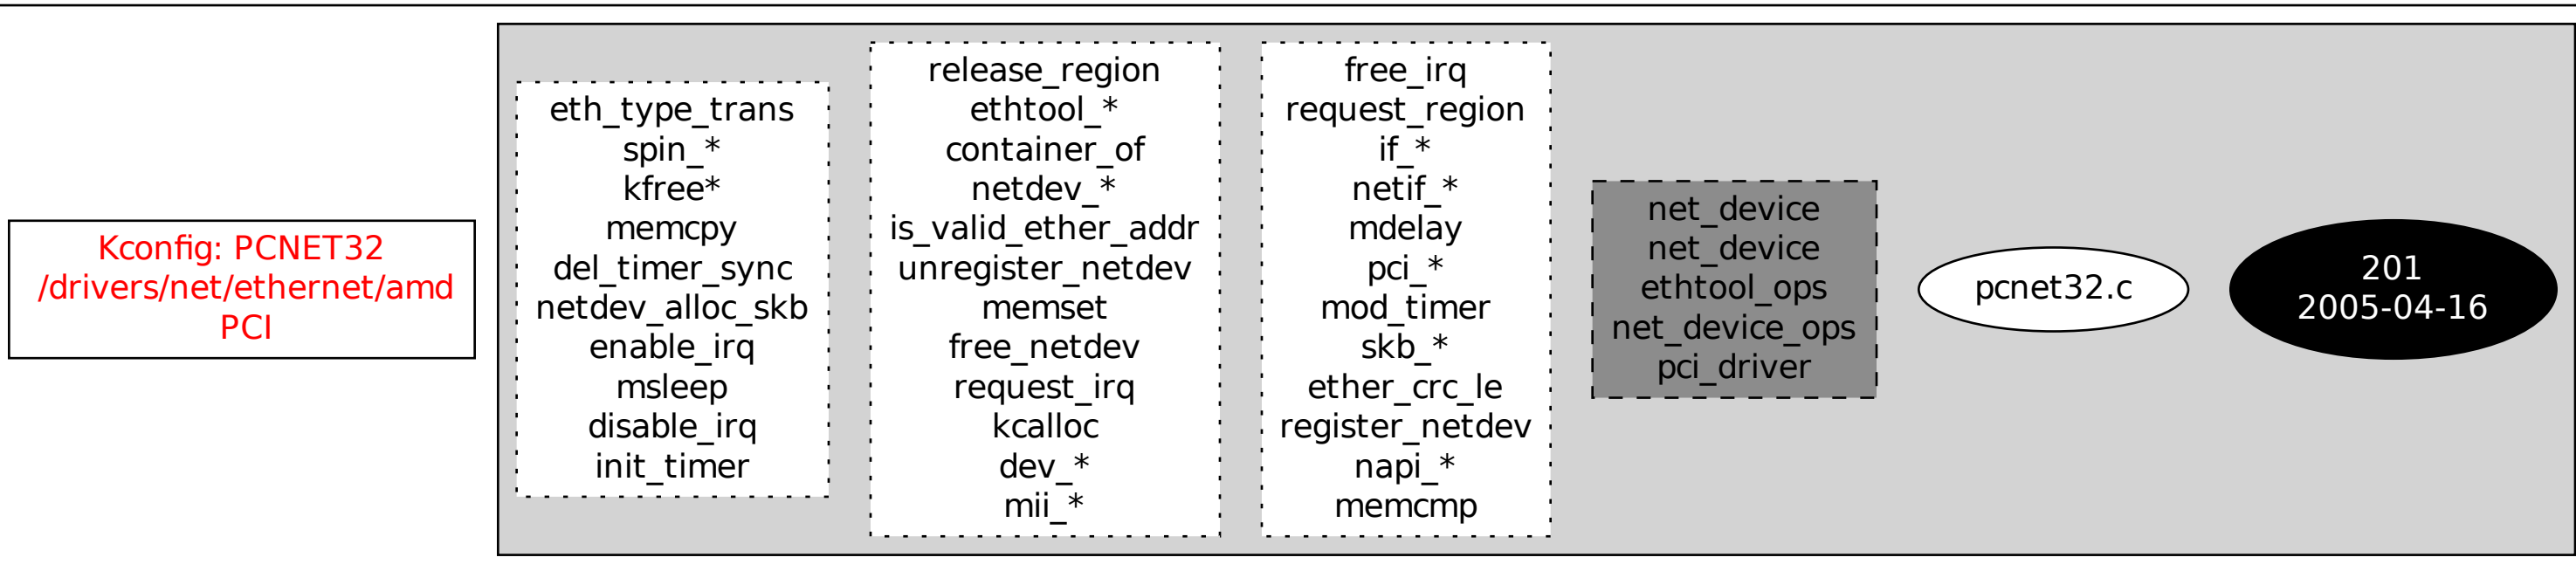 Kconfig: PCNET32
/drivers/net/ethernet/amd
PCI
eth_type_trans
spin_*
kfree*
memcpy
del_timer_sync
netdev_alloc_skb
enable_irq
msleep
disable_irq
init_timer
release_region
ethtool_*
container_of
netdev_*
is_valid_ether_addr
unregister_netdev
memset
free_netdev
request_irq
kcalloc
dev_*
mii_*
free_irq
request_region
if_*
netif_*
mdelay
pci_*
mod_timer
skb_*
ether_crc_le
register_netdev
napi_*
memcmp
net_device
net_device
ethtool_ops
net_device_ops
pci_driver
pcnet32.c
201
2005-04-16